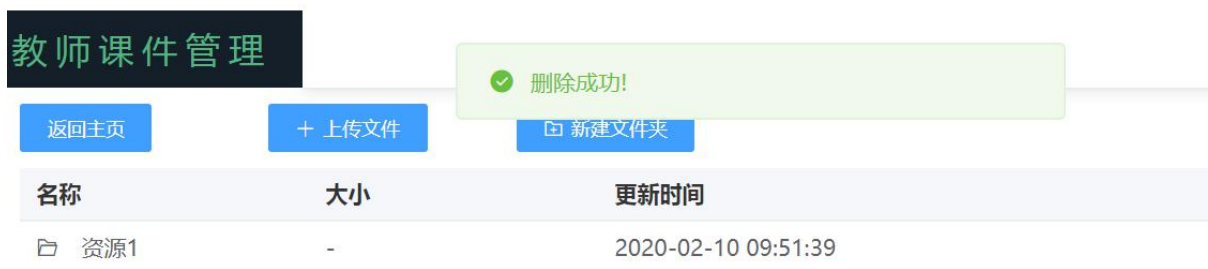 教师课件管理
删除成功!
返回主页 + 上传文件 新建文件夹
名称 大小 更新时间
资源1 - 2020-02-10 09:51:39